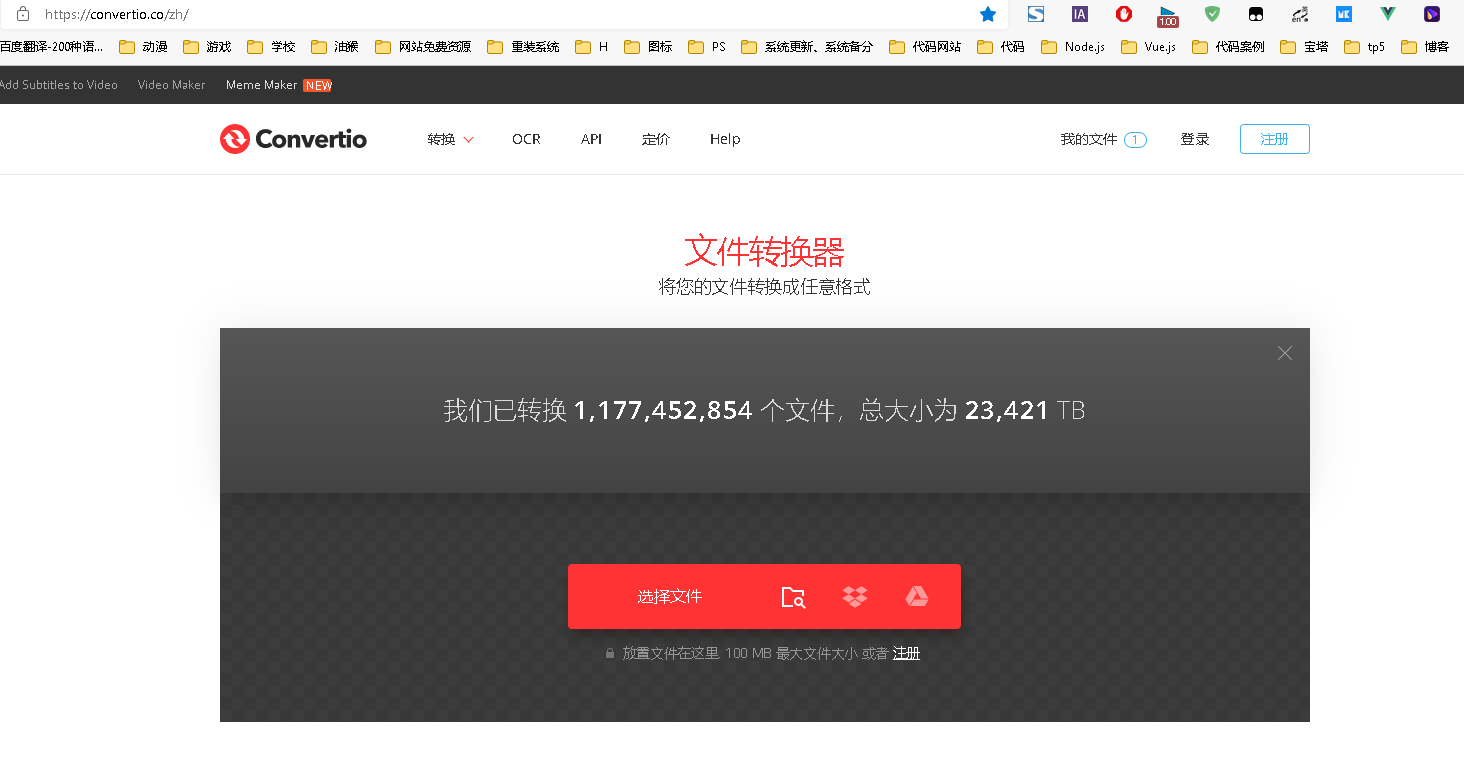 https://convertio.co/zh/
IA
1.00
en
MK
百度翻译-200种语... 动漫 游戏 学校 油猴 网站免费资源 重装系统 H 图标 PS 系统更新、系统备分 代码网站 代码 Node.js Vue.js 代码案例 宝塔 tp5 博客
Add Subtitles to Video Video Maker Meme Maker NEW
Convertio 转换 OCR API 定价 Help 我的文件 1 登录 注册
文件转换器
将您的文件转换成任意格式
我们已转换 1,177,452,854 个文件，总大小为 23,421 TB
选择文件
放置文件在这里. 100 MB 最大文件大小 或者 注册